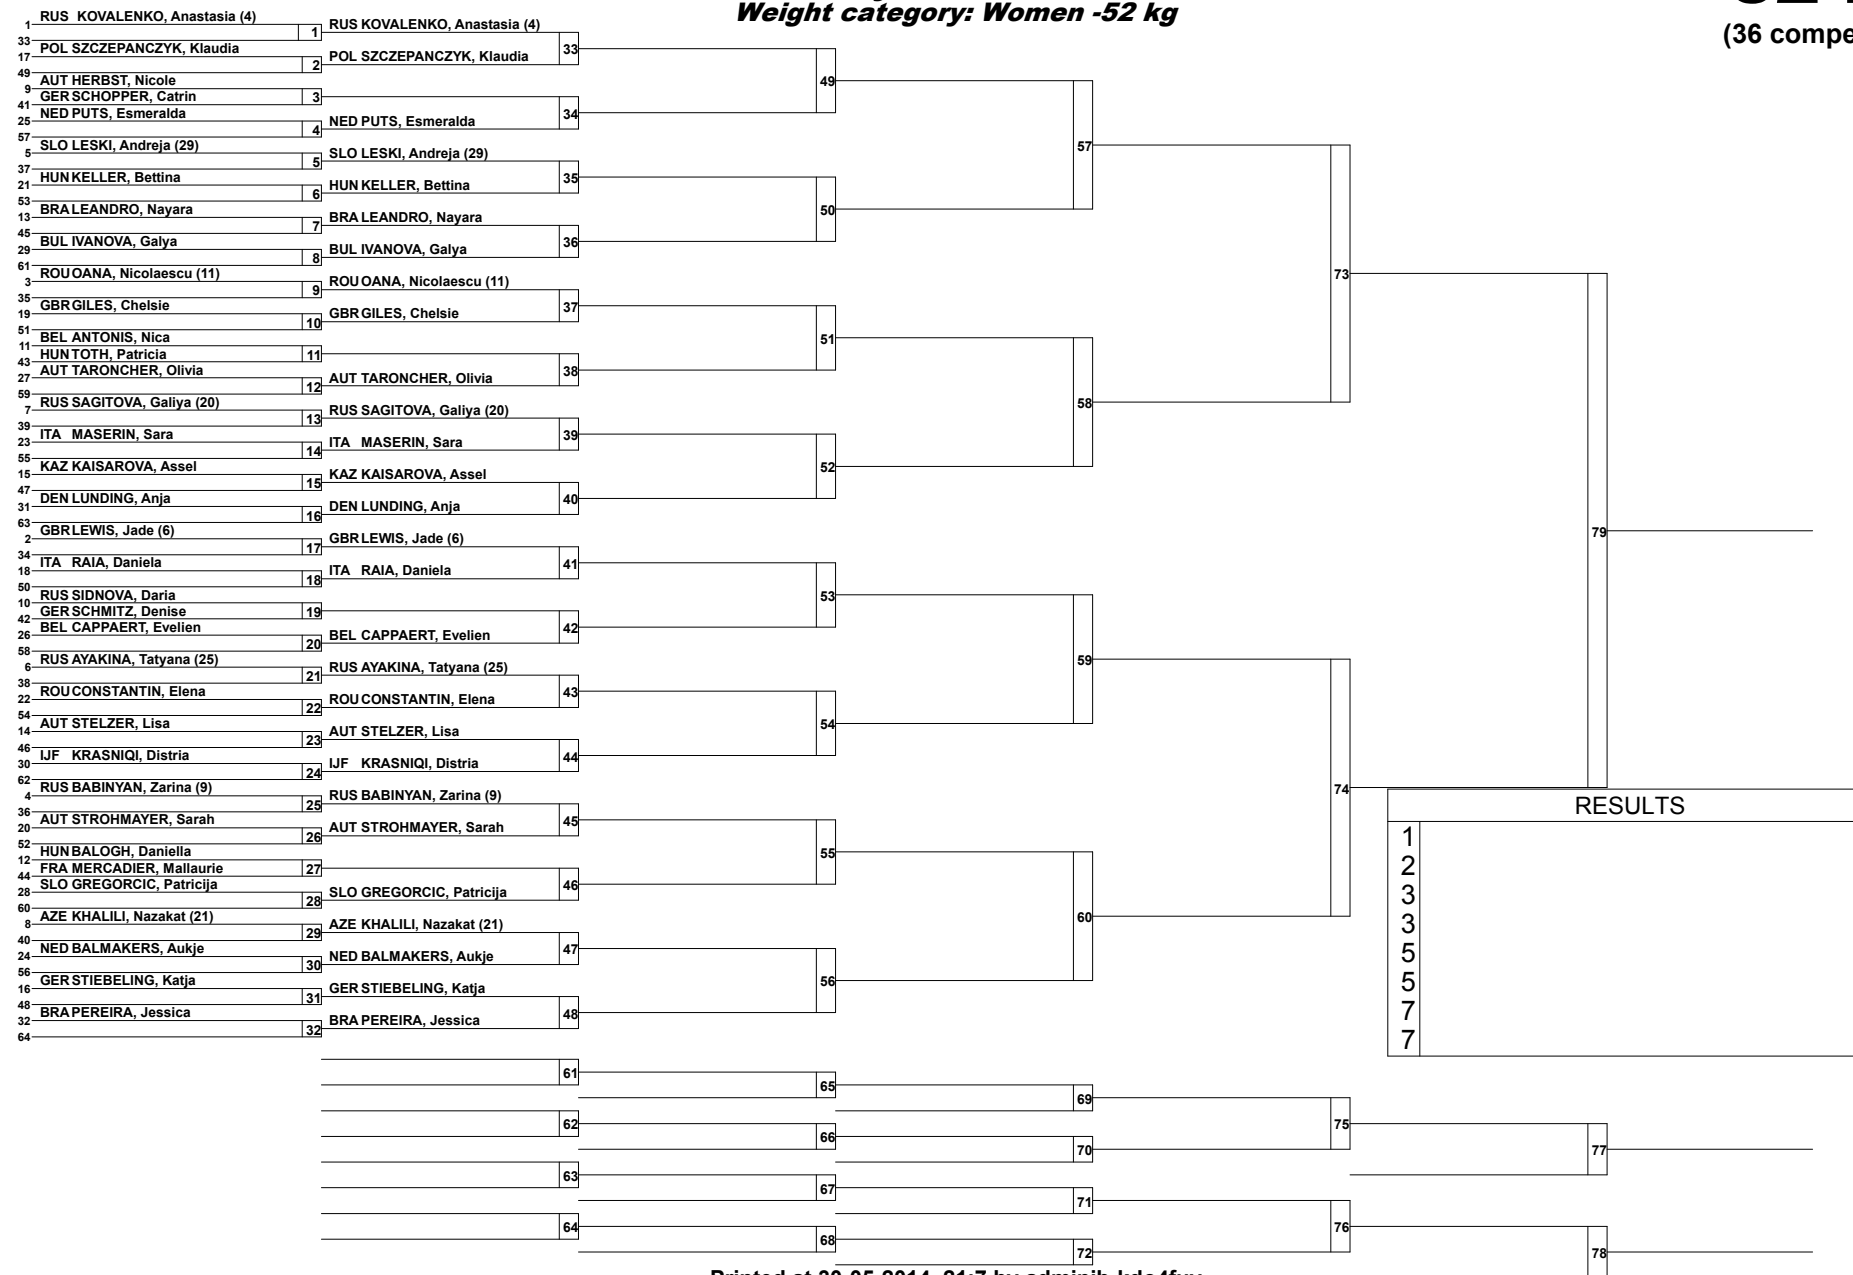 Weight category: Women -52 kg
(36 compe
1 RUS KOVALENKO, Anastasia (4)
33
1
17 POL SZCZEPANCZYK, Klaudia
49
2
9 AUT HERBST, Nicole
41 GER SCHOPPER, Catrin
3
25 NED PUTS, Esmeralda
57
4
5 SLO LESKI, Andreja (29)
37
5
21 HUN KELLER, Bettina
53
6
13 BRA LEANDRO, Nayara
45
7
29 BUL IVANOVA, Galya
61
8
3 ROU OANA, Nicolaescu (11)
35
9
19 GBR GILES, Chelsie
51
10
11 BEL ANTONIS, Nica
43 HUN TOTH, Patricia
11
27 AUT TARONCHER, Olivia
59
12
7 RUS SAGITOVA, Galiya (20)
39
13
23 ITA MASERIN, Sara
55
14
15 KAZ KAISAROVA, Assel
47
15
31 DEN LUNDING, Anja
63
16
2 GBR LEWIS, Jade (6)
34
17
18 ITA RAIA, Daniela
50
18
10 RUS SIDNOVA, Daria
42 GER SCHMITZ, Denise
19
26 BEL CAPPAERT, Evelien
58
20
6 RUS AYAKINA, Tatyana (25)
38
21
22 ROU CONSTANTIN, Elena
54
22
14 AUT STELZER, Lisa
46
23
30 IJF KRASNIQI, Distria
62
24
4 RUS BABINYAN, Zarina (9)
36
25
20 AUT STROHMAYER, Sarah
52
26
12 HUN BALOGH, Daniella
44 FRA MERCADIER, Mallaurie
27
28 SLO GREGORCIC, Patricija
60
28
8 AZE KHALILI, Nazakat (21)
40
29
24 NED BALMAKERS, Aukje
56
30
16 GER STIEBELING, Katja
48
31
32 BRA PEREIRA, Jessica
64
32
RUS KOVALENKO, Anastasia (4)
POL SZCZEPANCZYK, Klaudia
33
NED PUTS, Esmeralda
34
SLO LESKI, Andreja (29)
HUN KELLER, Bettina
35
BRA LEANDRO, Nayara
BUL IVANOVA, Galya
36
ROU OANA, Nicolaescu (11)
GBR GILES, Chelsie
37
AUT TARONCHER, Olivia
38
RUS SAGITOVA, Galiya (20)
ITA MASERIN, Sara
39
KAZ KAISAROVA, Assel
DEN LUNDING, Anja
40
GBR LEWIS, Jade (6)
ITA RAIA, Daniela
41
BEL CAPPAERT, Evelien
42
RUS AYAKINA, Tatyana (25)
ROU CONSTANTIN, Elena
43
AUT STELZER, Lisa
IJF KRASNIQI, Distria
44
RUS BABINYAN, Zarina (9)
AUT STROHMAYER, Sarah
45
SLO GREGORCIC, Patricija
46
AZE KHALILI, Nazakat (21)
NED BALMAKERS, Aukje
47
GER STIEBELING, Katja
BRA PEREIRA, Jessica
48
49
50
51
52
53
54
55
56
57
58
59
60
73
74
79
RESULTS
1
2
3
3
5
5
7
7
61
62
63
64
65
66
67
68
69
70
71
72
75
76
77
78